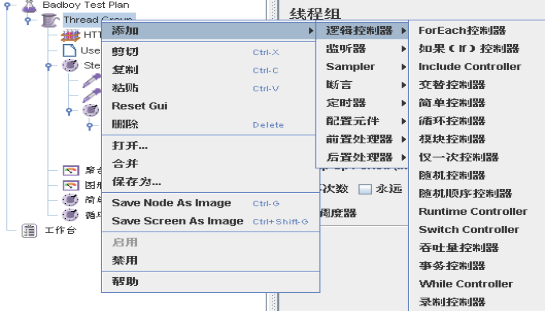 Badboy Test Plan
Thread Group
HT
Use
Ste
聚合
图形
简单
循环
工作台
添加
剪切 Ctrl-X
复制 Ctrl-C
粘贴 Ctrl-V
Reset Gui
删除 Delete
打开...
合并
保存为...
Save Node As Image Ctrl-G
Save Screen As Image Ctrl+Shift-G
启用
禁用
帮助
线程组
逻辑控制器
监听器
Sampler
断言
定时器
配置元件
前置处理器
后置处理器
次数 永远
调度器
ForEach控制器
如果（If）控制器
Include Controller
交替控制器
简单控制器
循环控制器
模块控制器
仅一次控制器
随机控制器
随机顺序控制器
Runtime Controller
Switch Controller
吞吐量控制器
事务控制器
While Controller
录制控制器